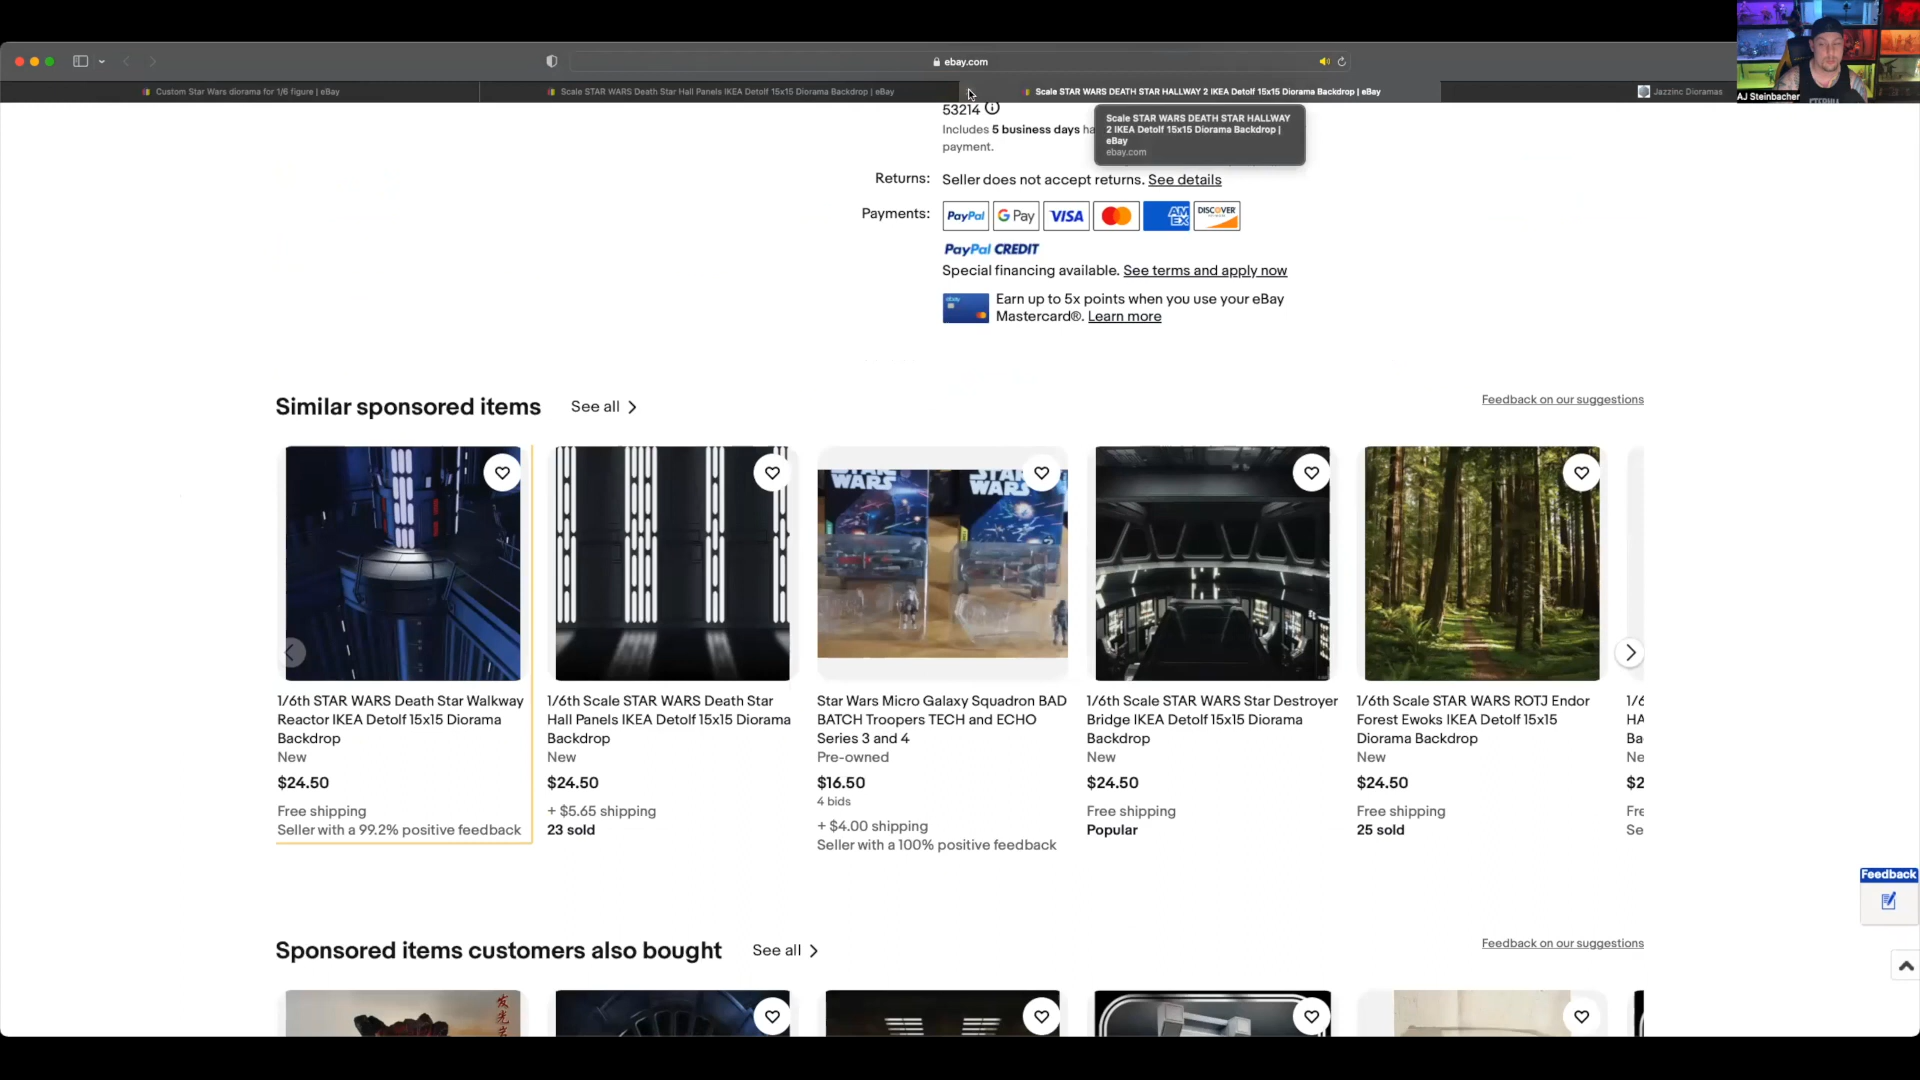 ebay.com
Custom Star Wars diorama for 1/6 figure | eBay
Scale STAR WARS Death Star Hall Panels IKEA Detolf 15x15 Diorama Backdrop | eBay
Scale STAR WARS DEATH STAR HALLWAY 2 IKEA Detolf 15x15 Diorama Backdrop | eBay
Jazzinc Dioramas
AJ Steinbacher
53214
Scale STAR WARS DEATH STAR HALLWAY
2 IKEA Detolf 15x15 Diorama Backdrop |
eBay
ebay.com
Includes 5 business days ha
payment.
Returns:
Seller does not accept returns. See details
Payments:
PayPal
G Pay
VISA
AM
EX
DISCOVER
PayPal CREDIT
Special financing available. See terms and apply now
ebay
Earn up to 5x points when you use your eBay
Mastercard®. Learn more
Similar sponsored items
See all
Feedback on our suggestions
STAR
WARS
STAR
WARS
1/6th STAR WARS Death Star Walkway
Reactor IKEA Detolf 15x15 Diorama
Backdrop
New
$24.50
Free shipping
Seller with a 99.2% positive feedback
1/6th Scale STAR WARS Death Star
Hall Panels IKEA Detolf 15x15 Diorama
Backdrop
New
$24.50
+ $5.65 shipping
23 sold
Star Wars Micro Galaxy Squadron BAD
BATCH Troopers TECH and ECHO
Series 3 and 4
Pre-owned
$16.50
4 bids
+ $4.00 shipping
Seller with a 100% positive feedback
1/6th Scale STAR WARS Star Destroyer
Bridge IKEA Detolf 15x15 Diorama
Backdrop
New
$24.50
Free shipping
Popular
1/6th Scale STAR WARS ROTJ Endor
Forest Ewoks IKEA Detolf 15x15
Diorama Backdrop
New
$24.50
Free shipping
25 sold
1/6
HA
Ba
Ne
$2
Fre
Se
Feedback
Sponsored items customers also bought
See all
Feedback on our suggestions
发
光